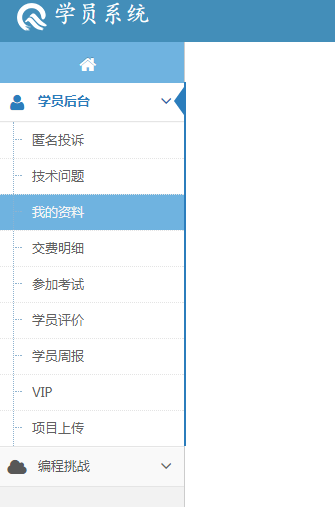 学员系统
学员后台
匿名投诉
技术问题
我的资料
交费明细
参加考试
学员评价
学员周报
VIP
项目上传
编程挑战